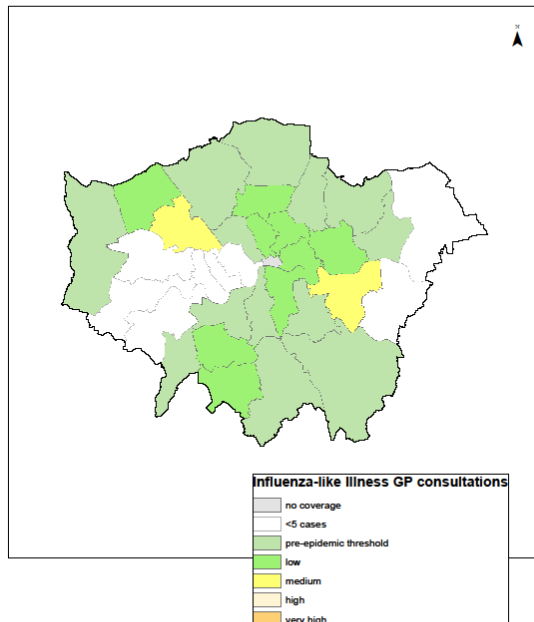 N
Influenza-like Illness GP consultations
no coverage
<5 cases
pre-epidemic threshold
low
medium
high
very high